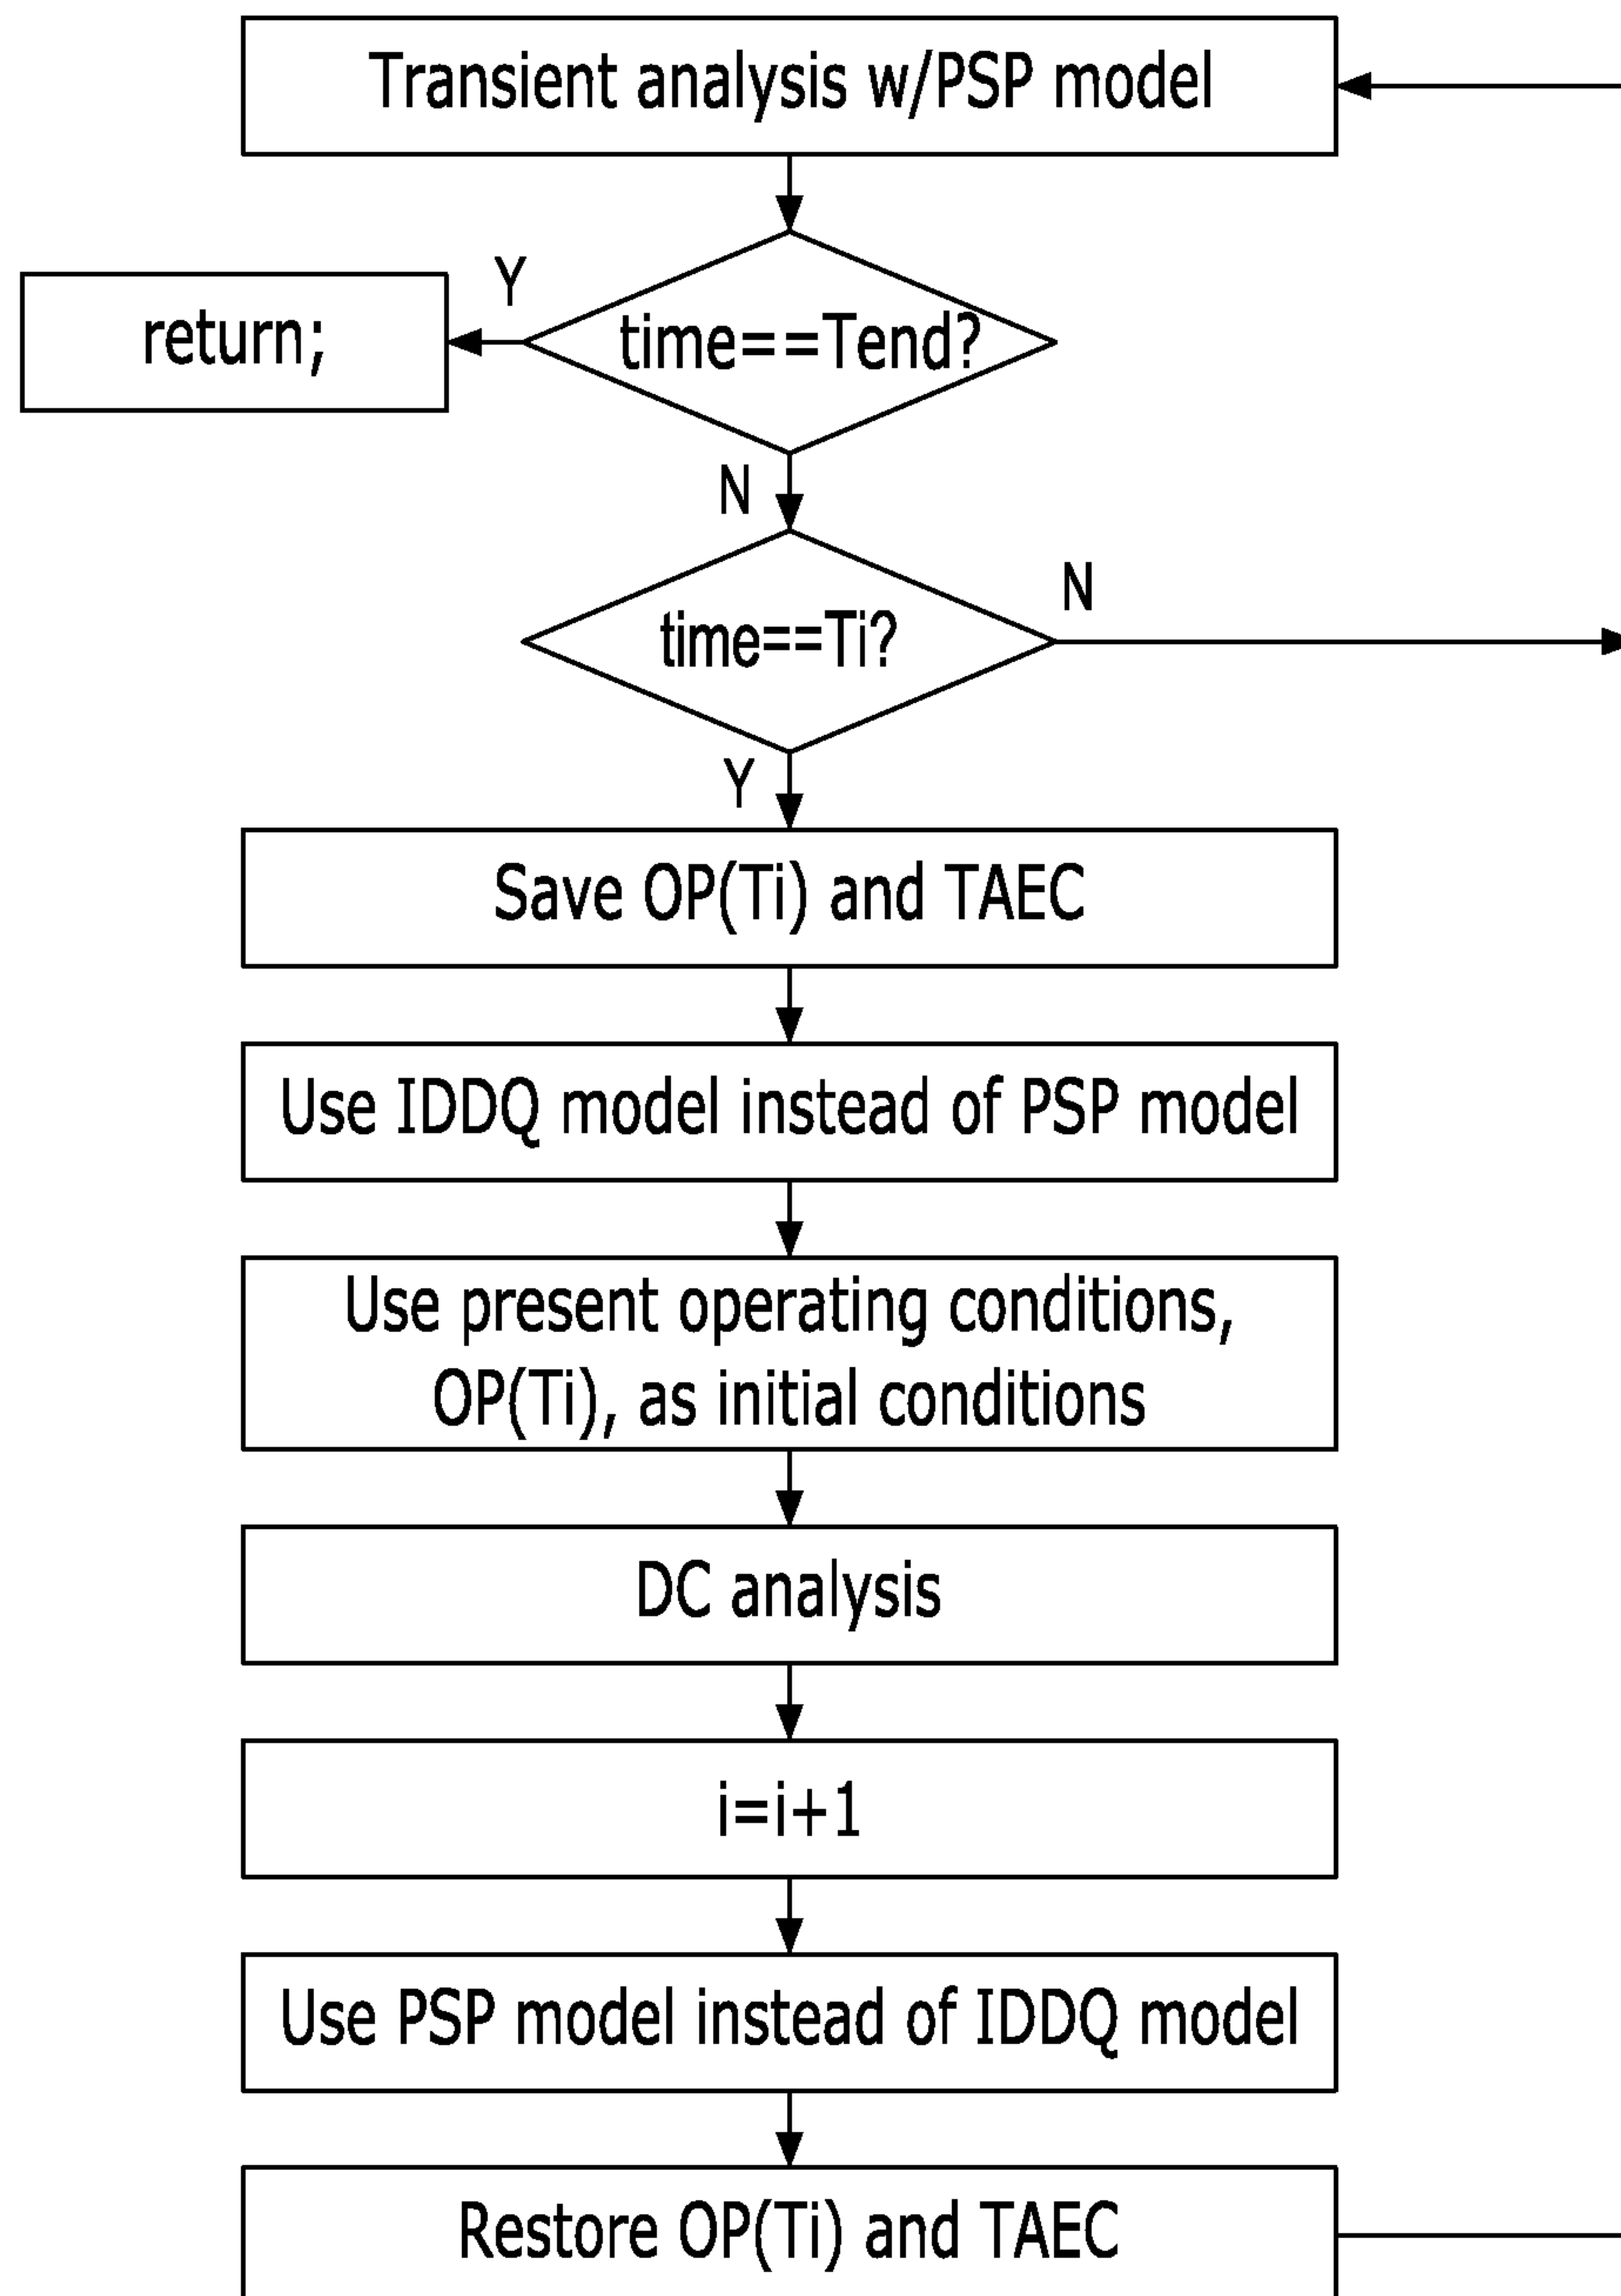 Transient analysis w/PSP model
Y
return;
time==Tend?
N
N
time==Ti?
Y
Save OP(Ti) and TAEC
Use IDDQ model instead of PSP model
Use present operating conditions,
OP(Ti), as initial conditions
DC analysis
i=i+1
Use PSP model instead of IDDQ model
Restore OP(Ti) and TAEC